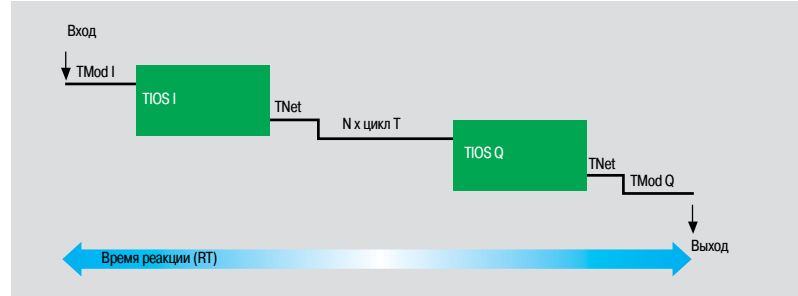 Вход
TMod I
TIOS I
TNet
N x цикл T
TIOS Q
TNet
TMod Q
Выход
Время реакции (RT)